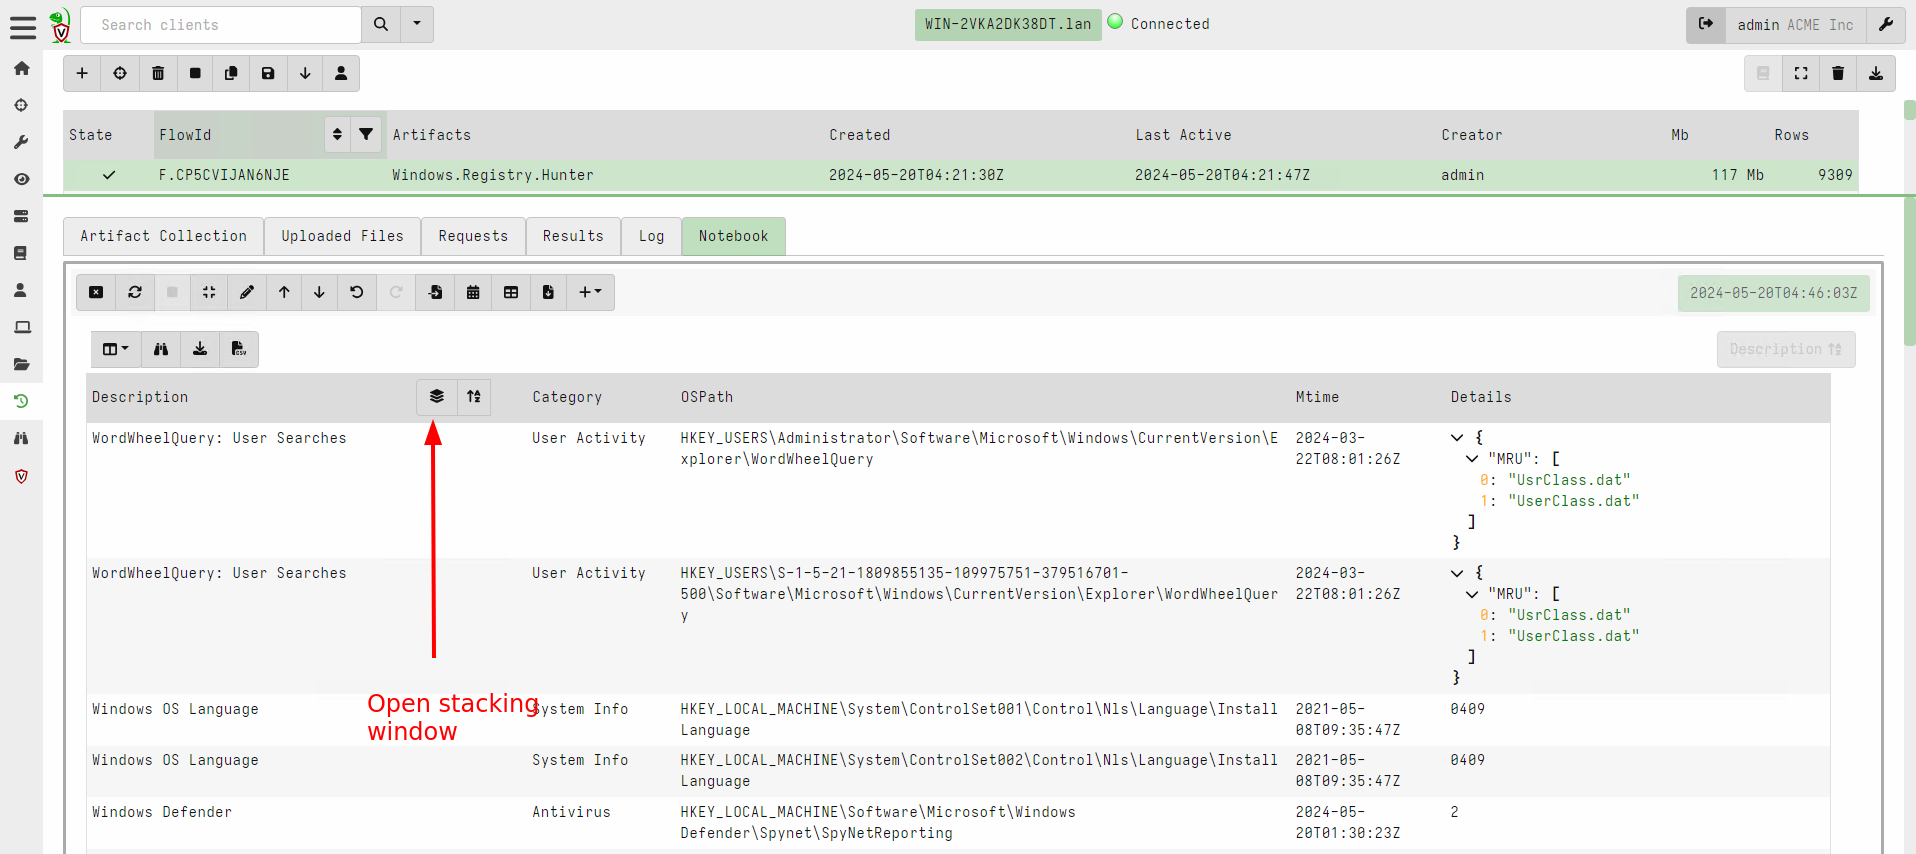 Search clients
WIN-2VKA2DK38DT.lan
Connected
admin ACME Inc
State FlowId Artifacts Created Last Active Creator Mb Rows
F.CP5CVIJAN6NJE Windows.Registry.Hunter 2024-05-20T04:21:30Z 2024-05-20T04:21:47Z admin 117 Mb 9309
Artifact Collection Uploaded Files Requests Results Log Notebook
2024-05-20T04:46:03Z
CSV
Description
Description Category OSPath Mtime Details
WordWheelQuery: User Searches User Activity HKEY_USERS\Administrator\Software\Microsoft\Windows\CurrentVersion\E 2024-03- {
xplorer\WordWheelQuery 22T08:01:26Z "MRU": [
0: "UsrClass.dat"
1: "UserClass.dat"
]
}
WordWheelQuery: User Searches User Activity HKEY_USERS\S-1-5-21-1809855135-109975751-379516701- 2024-03- {
500\Software\Microsoft\Windows\CurrentVersion\Explorer\WordWheelQuer 22T08:01:26Z "MRU": [
y 0: "UsrClass.dat"
1: "UserClass.dat"
]
}
Open stacking
window
Windows OS Language System Info HKEY_LOCAL_MACHINE\System\ControlSet001\Control\Nls\Language\Install 2021-05- 0409
Language 08T09:35:47Z
Windows OS Language System Info HKEY_LOCAL_MACHINE\System\ControlSet002\Control\Nls\Language\Install 2021-05- 0409
Language 08T09:35:47Z
Windows Defender Antivirus HKEY_LOCAL_MACHINE\Software\Microsoft\Windows 2024-05- 2
Defender\Spynet\SpyNetReporting 20T01:30:23Z